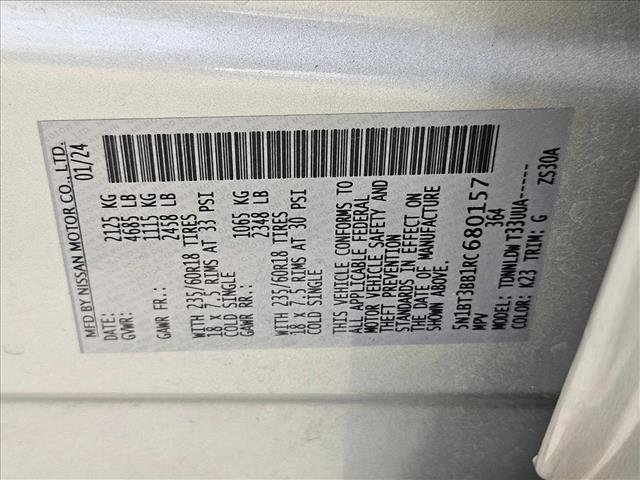 MFD BY NISSAN MOTOR CO., LTD.
DATE: 01/24
GVWR: 2125 KG
4685 LB
GAWR FR.: 1115 KG
2458 LB
WITH 235/60R18 TIRES
18 X 7.5 RIMS AT 33 PSI
COLD SINGLE
GAWR RR.: 1065 KG
2348 LB
WITH 235/60R18 TIRES
18 X 7.5 RIMS AT 30 PSI
COLD SINGLE
THIS VEHICLE CONFORMS TO
ALL APPLICABLE FEDERAL
MOTOR VEHICLE SAFETY AND
THEFT PREVENTION
STANDARDS IN EFFECT ON
THE DATE OF MANUFACTURE
SHOWN ABOVE.
5N1BT3BB1RC680157
MPV 364
MODEL: TDWNLDW T33UUA-----
COLOR: K23 TRIM: G ZS30A